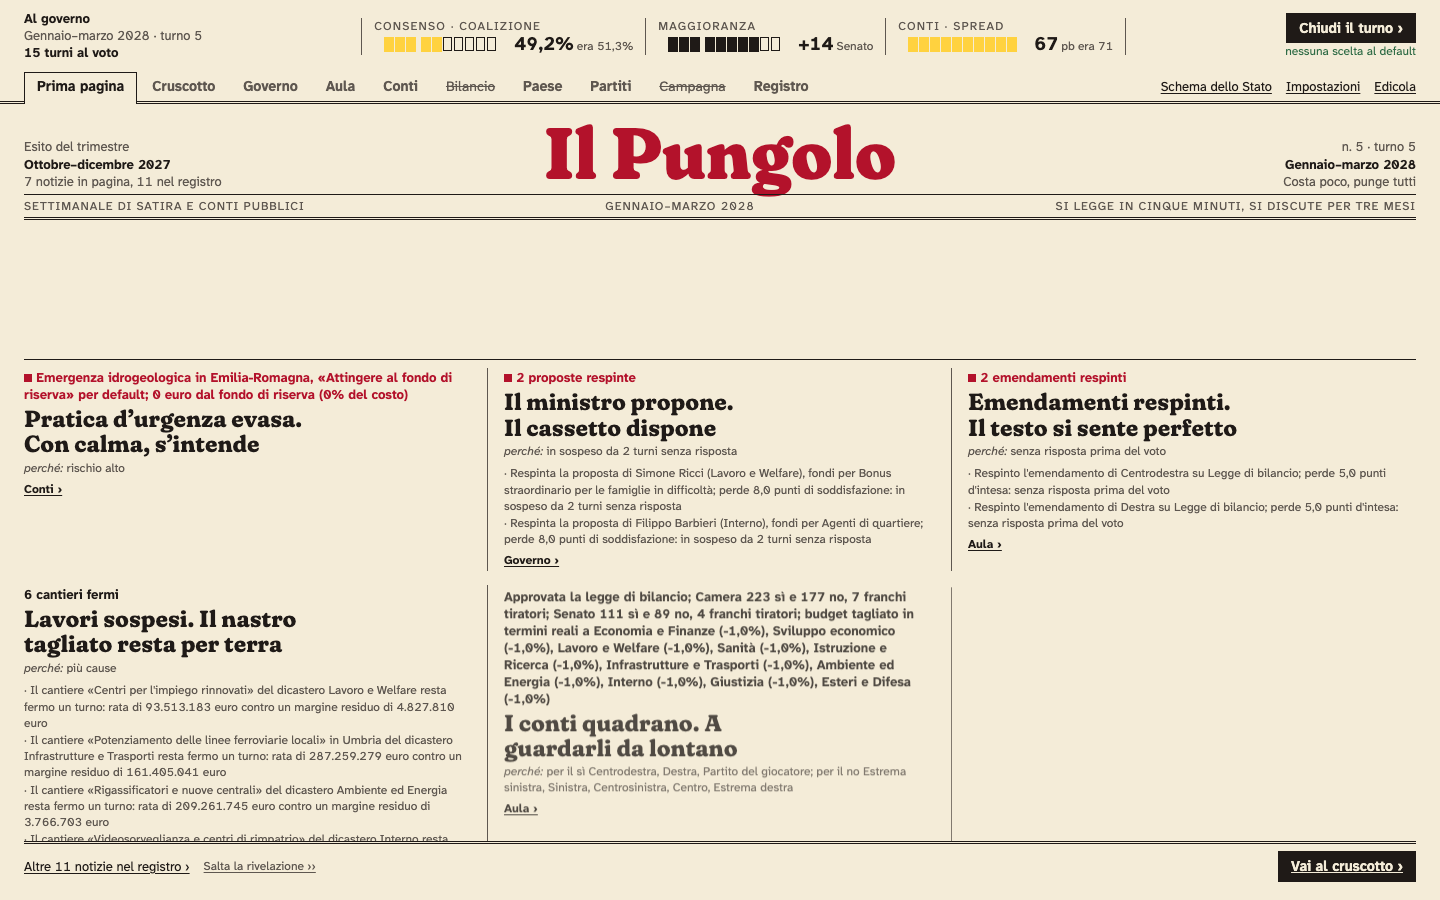 Al governo
Gennaio–marzo 2028 · turno 5
15 turni al voto
CONSENSO · COALIZIONE
49,2% era 51,3%
MAGGIORANZA
+14 Senato
CONTI · SPREAD
67 pb era 71
Chiudi il turno ›
nessuna scelta al default
Prima pagina
Cruscotto
Governo
Aula
Conti
Bilancio
Paese
Partiti
Campagna
Registro
Schema dello Stato
Impostazioni
Edicola
Esito del trimestre
Ottobre–dicembre 2027
7 notizie in pagina, 11 nel registro
Il Pungolo
n. 5 · turno 5
Gennaio–marzo 2028
Costa poco, punge tutti
SETTIMANALE DI SATIRA E CONTI PUBBLICI
GENNAIO–MARZO 2028
SI LEGGE IN CINQUE MINUTI, SI DISCUTE PER TRE MESI
Emergenza idrogeologica in Emilia-Romagna, «Attingere al fondo di
riserva» per default; 0 euro dal fondo di riserva (0% del costo)
Pratica d’urgenza evasa.
Con calma, s’intende
perché: rischio alto
Conti ›
2 proposte respinte
Il ministro propone.
Il cassetto dispone
perché: in sospeso da 2 turni senza risposta
· Respinta la proposta di Simone Ricci (Lavoro e Welfare), fondi per Bonus
straordinario per le famiglie in difficoltà; perde 8,0 punti di soddisfazione: in
sospeso da 2 turni senza risposta
· Respinta la proposta di Filippo Barbieri (Interno), fondi per Agenti di quartiere;
perde 8,0 punti di soddisfazione: in sospeso da 2 turni senza risposta
Governo ›
2 emendamenti respinti
Emendamenti respinti.
Il testo si sente perfetto
perché: senza risposta prima del voto
· Respinto l'emendamento di Centrodestra su Legge di bilancio; perde 5,0 punti
d'intesa: senza risposta prima del voto
· Respinto l'emendamento di Destra su Legge di bilancio; perde 5,0 punti d'intesa:
senza risposta prima del voto
Aula ›
6 cantieri fermi
Lavori sospesi. Il nastro
tagliato resta per terra
perché: più cause
· Il cantiere «Centri per l'impiego rinnovati» del dicastero Lavoro e Welfare resta
fermo un turno: rata di 93.513.183 euro contro un margine residuo di 4.827.810
euro
· Il cantiere «Potenziamento delle linee ferroviarie locali» in Umbria del dicastero
Infrastrutture e Trasporti resta fermo un turno: rata di 287.259.279 euro contro un
margine residuo di 161.405.041 euro
· Il cantiere «Rigassificatori e nuove centrali» del dicastero Ambiente ed Energia
resta fermo un turno: rata di 209.261.745 euro contro un margine residuo di
3.766.703 euro
· Il cantiere «Videosorveglianza e centri di rimpatrio» del dicastero Interno resta
Approvata la legge di bilancio; Camera 223 sì e 177 no, 7 franchi
tiratori; Senato 111 sì e 89 no, 4 franchi tiratori; budget tagliato in
termini reali a Economia e Finanze (-1,0%), Sviluppo economico
(-1,0%), Lavoro e Welfare (-1,0%), Sanità (-1,0%), Istruzione e
Ricerca (-1,0%), Infrastrutture e Trasporti (-1,0%), Ambiente ed
Energia (-1,0%), Interno (-1,0%), Giustizia (-1,0%), Esteri e Difesa
(-1,0%)
I conti quadrano. A
guardarli da lontano
perché: per il sì Centrodestra, Destra, Partito del giocatore; per il no Estrema
sinistra, Sinistra, Centrosinistra, Centro, Estrema destra
Aula ›
Altre 11 notizie nel registro ›
Salta la rivelazione ››
Vai al cruscotto ›